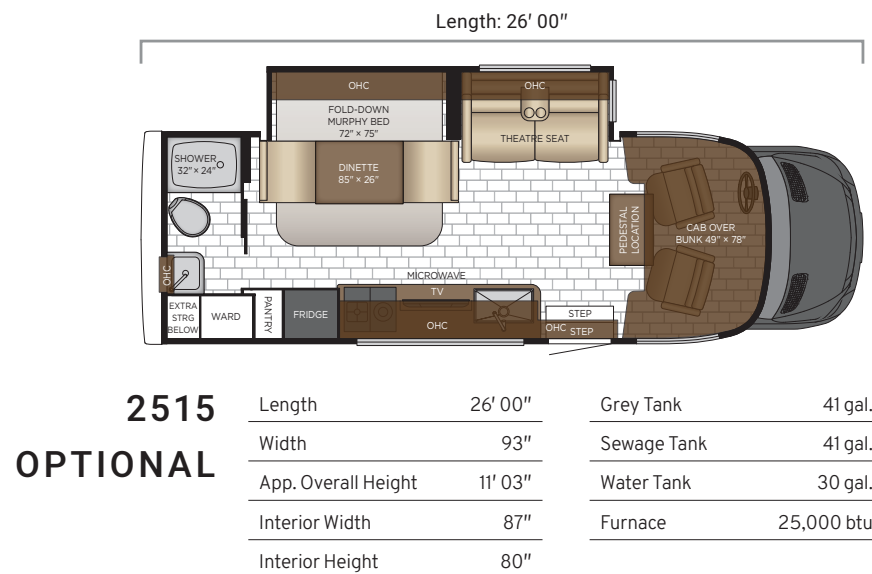 Length: 26′ 00″
OHC
OHC
FOLD-DOWN
MURPHY BED
72" × 75"
THEATRE SEAT
SHOWER
32" × 24"
DINETTE
85" × 26"
PEDESTAL
LOCATION
CAB OVER
BUNK 49" × 78"
OHC
MICROWAVE
TV
EXTRA
STRG
BELOW
WARD
PANTRY
FRIDGE
OHC
STEP
OHC
STEP
2515
OPTIONAL
Length 26′ 00″
Width 93″
App. Overall Height 11′ 03″
Interior Width 87″
Interior Height 80″
Grey Tank 41 gal.
Sewage Tank 41 gal.
Water Tank 30 gal.
Furnace 25,000 btu